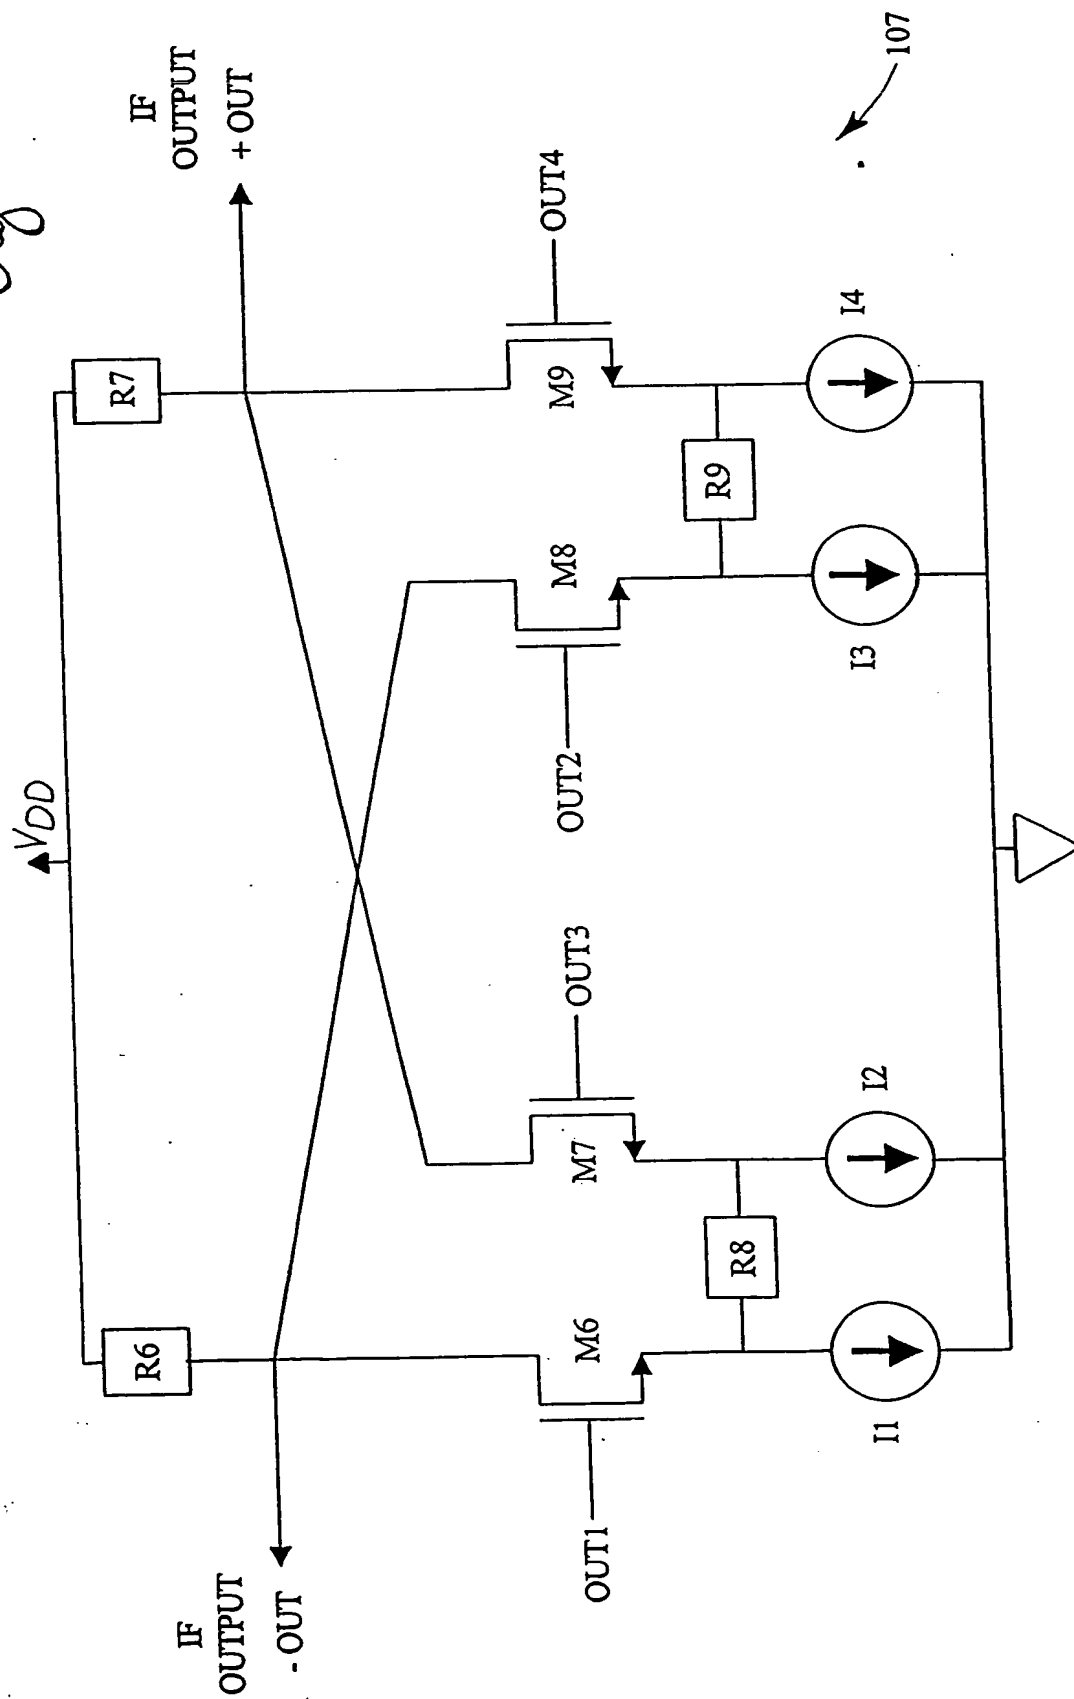 VDD
R6
R7
IF
OUTPUT
- OUT
IF
OUTPUT
+ OUT
OUT1
M6
M7
OUT3
OUT2
M8
M9
OUT4
R8
R9
I1
I2
I3
I4
107